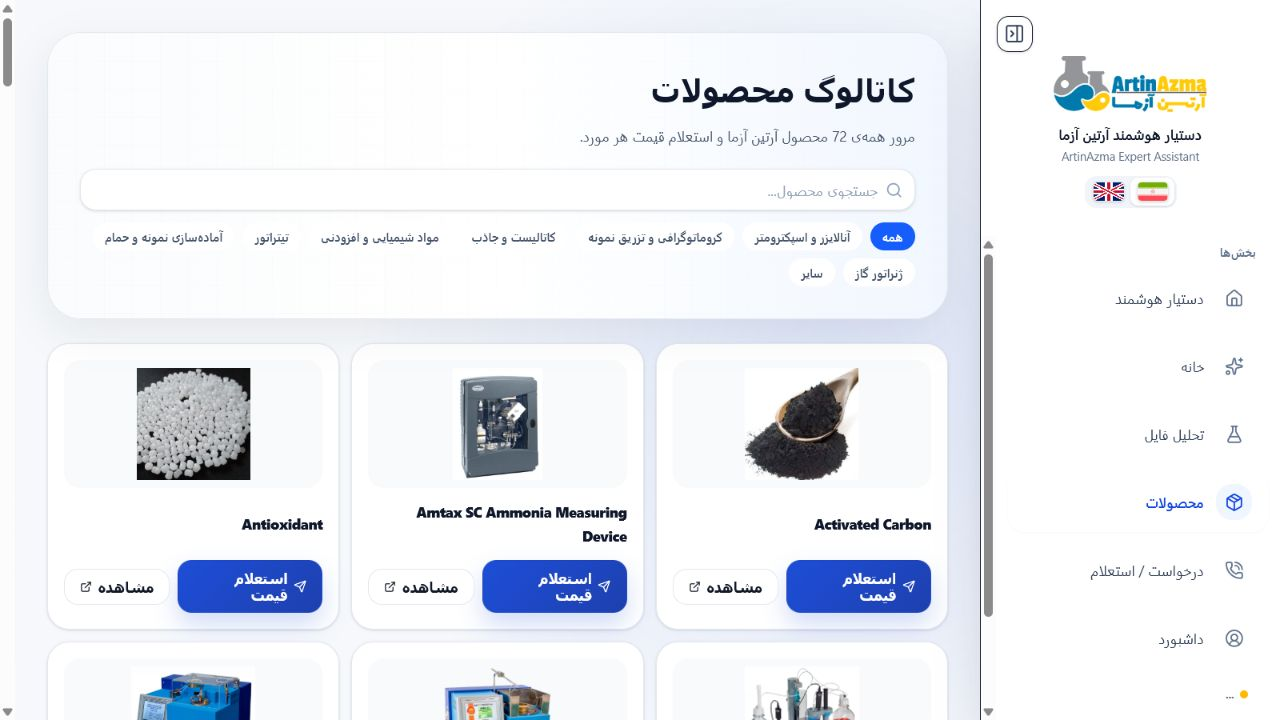 ArtinAzma
آرتین آزما
دستیار هوشمند آرتین آزما
ArtinAzma Expert Assistant
بخش‌ها
دستیار هوشمند
خانه
تحلیل فایل
محصولات
درخواست / استعلام
داشبورد
...
کاتالوگ محصولات
مرور همه‌ی 72 محصول آرتین آزما و استعلام قیمت هر مورد.
جستجوی محصول...
همه
آنالایزر و اسپکترومتر
کروماتوگرافی و تزریق نمونه
کاتالیست و جاذب
مواد شیمیایی و افزودنی
تیتراتور
آماده‌سازی نمونه و حمام
ژنراتور گاز
سایر
Activated Carbon
استعلام
قیمت
مشاهده
Amtax SC Ammonia Measuring
Device
استعلام
قیمت
مشاهده
Antioxidant
استعلام
قیمت
مشاهده